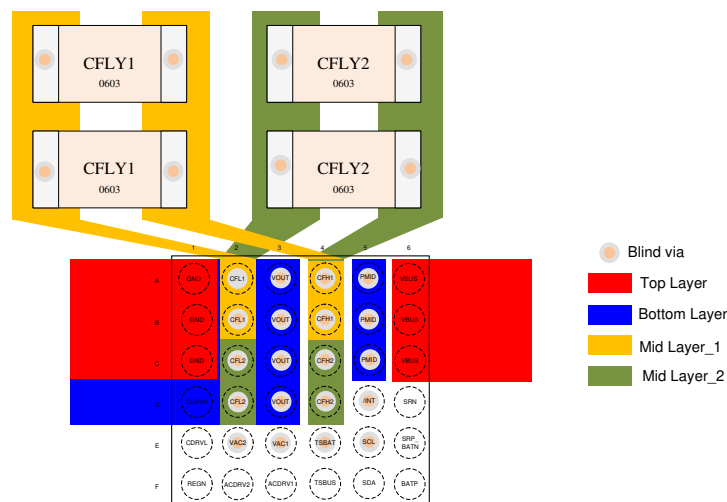 CFLY1
0603
CFLY2
0603
CFLY1
0603
CFLY2
0603
1 2 3 4 5 6
Blind via
Top Layer
Bottom Layer
Mid Layer_1
Mid Layer_2
A GND CFL1 VOUT CFH1 PMID VBUS
B GND CFL1 VOUT CFH1 PMID VBUS
C GND CFL2 VOUT CFH2 PMID VBUS
D CFL2 VOUT CFH2 /INT SRN
E CDRVL VAC2 VAC1 TSBAT SCL SRP_
BATN
F REGN ACDRV2 ACDRV1 TSBUS SDA BATP